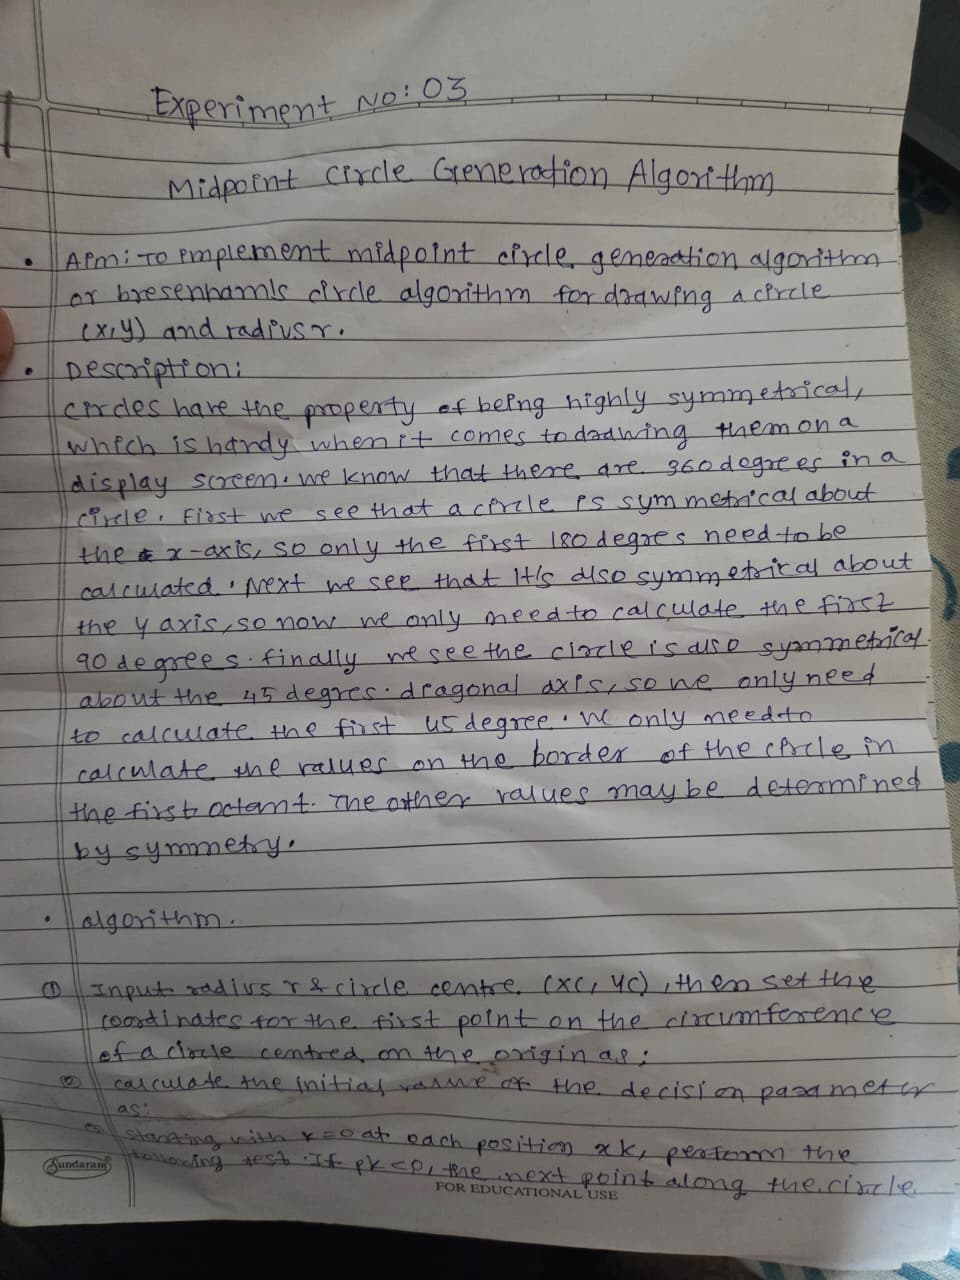 Experiment No: 03
Midpoint Circle Generation Algorithm
• Aim: To implement midpoint circle generation algorithm
or bresenham's circle algorithm for drawing a circle
(x,y) and radius r.
• Description:
circles have the property of being highly symmetrical,
which is handy when it comes to drawing them on a
display screen. we know that there are 360 degrees in a
circle. First we see that a circle is symmetrical about
the x-axis, so only the first 180 degres need to be
calculated. Next we see that it's also symmetrical about
the y axis, so now we only need to calculate the first
90 degrees. finally we see the circle is also symmetrical
about the 45 degres. diagonal axis, so we only need
to calculate the first 45 degree. we only need to
calculate the values on the border of the circle in
the first octant. The other values may be determined
by symmetry.
• algorithm.
① Input radius r & circle centre (xc, yc), then set the
coordinates for the first point on the circumference
of a circle centred on the origin as:
② calculate the initial value of the decision parameter
as:
③ starting with k=0 at each position xk, perform the
following test. If pk<0, the next point along the circle
Sundaram
FOR EDUCATIONAL USE